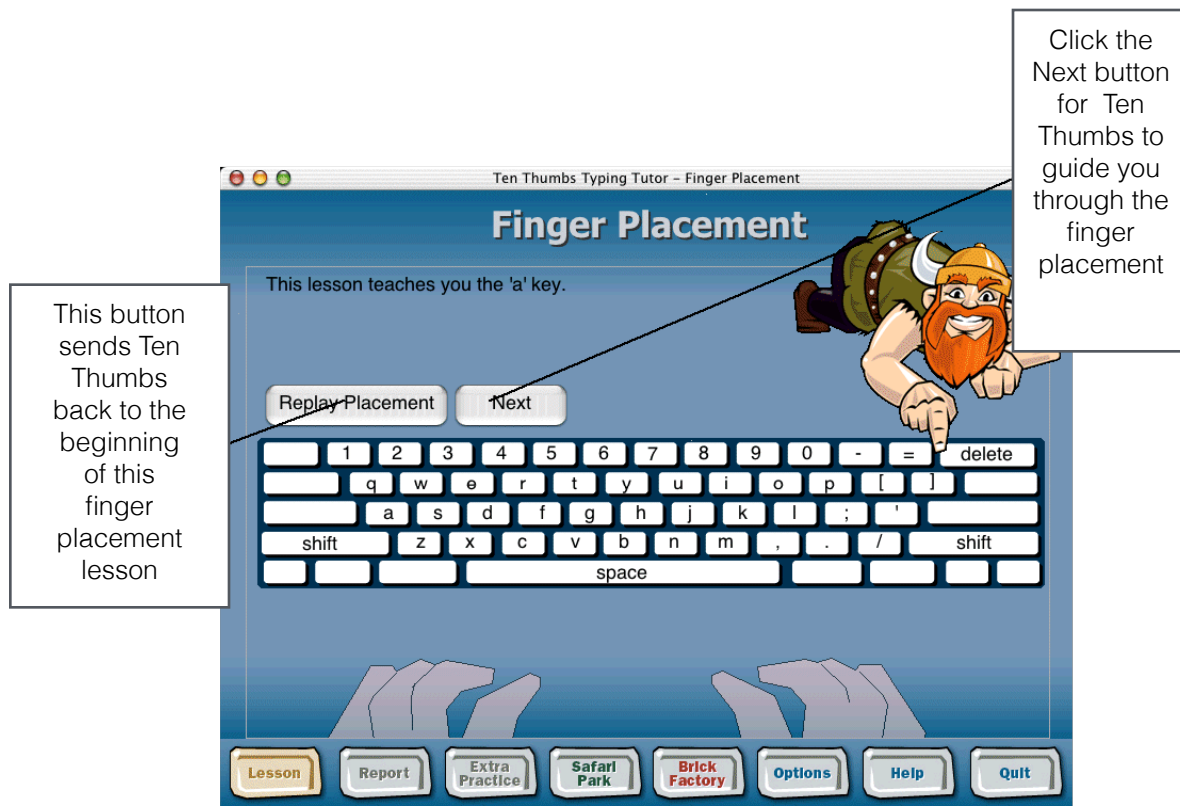 Click the
Next button
for Ten
Thumbs to
guide you
through the
finger
placement
Ten Thumbs Typing Tutor – Finger Placement
Finger Placement
This lesson teaches you the 'a' key.
This button
sends Ten
Thumbs
back to the
beginning
of this
finger
placement
lesson
Replay Placement Next
1 2 3 4 5 6 7 8 9 0 - = delete
q w e r t y u i o p [ ]
a s d f g h j k l ; '
shift z x c v b n m , . / shift
space
Lesson Report Extra Practice Safari Park Brick Factory Options Help Quit